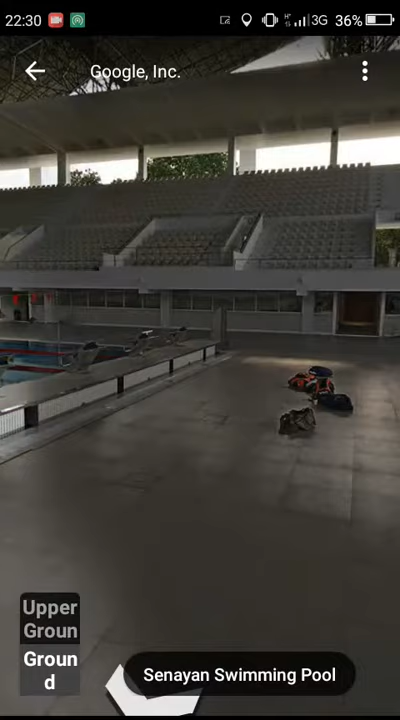 22:30
3G 36%
Google, Inc.
Upper
Groun
Groun
d
Senayan Swimming Pool